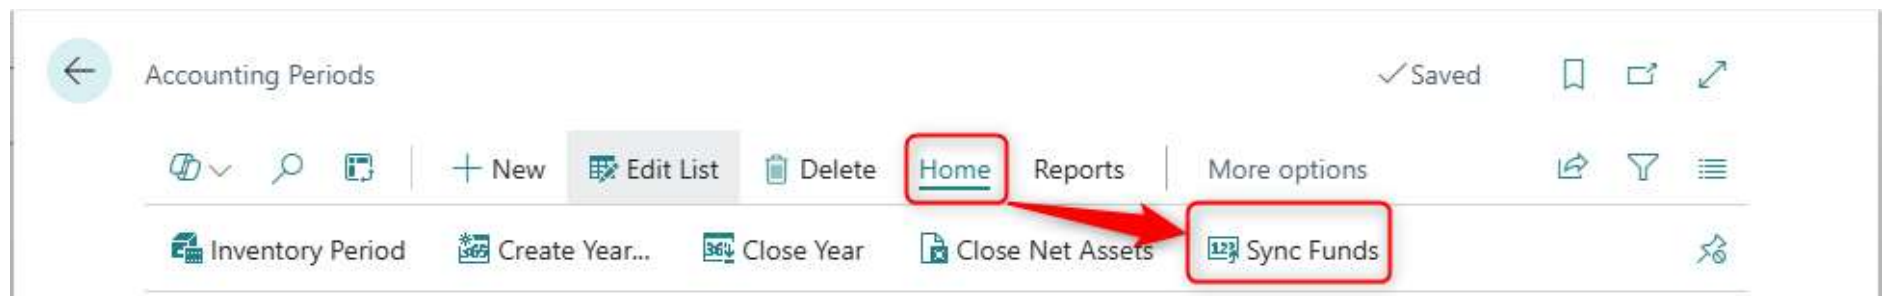 Accounting Periods Saved
New Edit List Delete Home Reports More options
Inventory Period Create Year... Close Year Close Net Assets Sync Funds